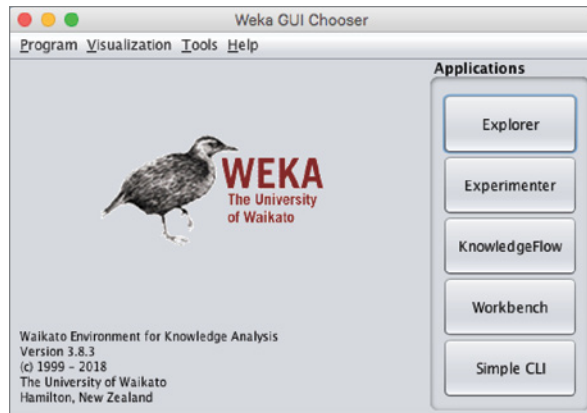 Weka GUI Chooser
Program Visualization Tools Help
Applications
Explorer
Experimenter
KnowledgeFlow
Workbench
Simple CLI
WEKA
The University
of Waikato
Waikato Environment for Knowledge Analysis
Version 3.8.3
(c) 1999 - 2018
The University of Waikato
Hamilton, New Zealand